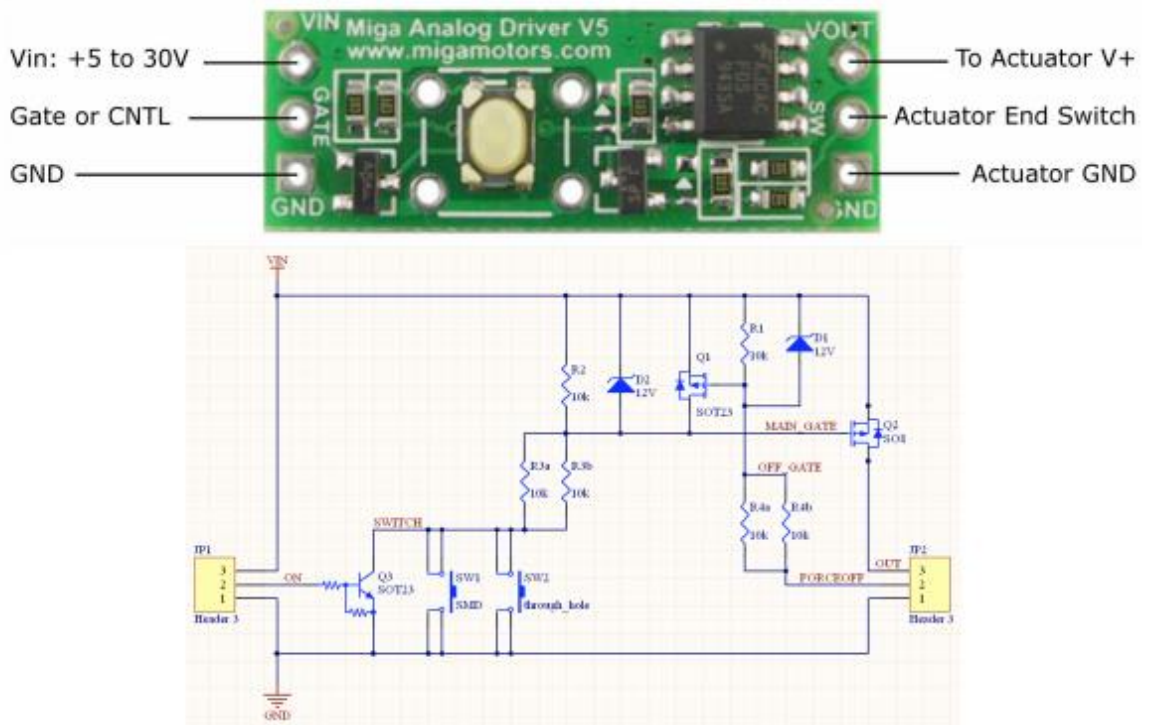 VIN
Miga Analog Driver V5
VOUT
www.migamotors.com
Vin: +5 to 30V
To Actuator V+
GATE
Gate or CNTL
SW
Actuator End Switch
GND
Actuator GND
GND
GND
9435A
VIN
R1
10k
D1
12V
Q1
R2
10k
D2
12V
SOT23
MAIN_GATE
Q2
SO8
R3a
10k
R3b
10k
OFF_GATE
R4a
10k
R4b
10k
SWITCH
JP1
3
2
1
Header 3
ON
Q3
SOT23
SW1
SMD
SW2
through_hole
OUT
FORCEOFF
JP2
3
2
1
Header 3
GND